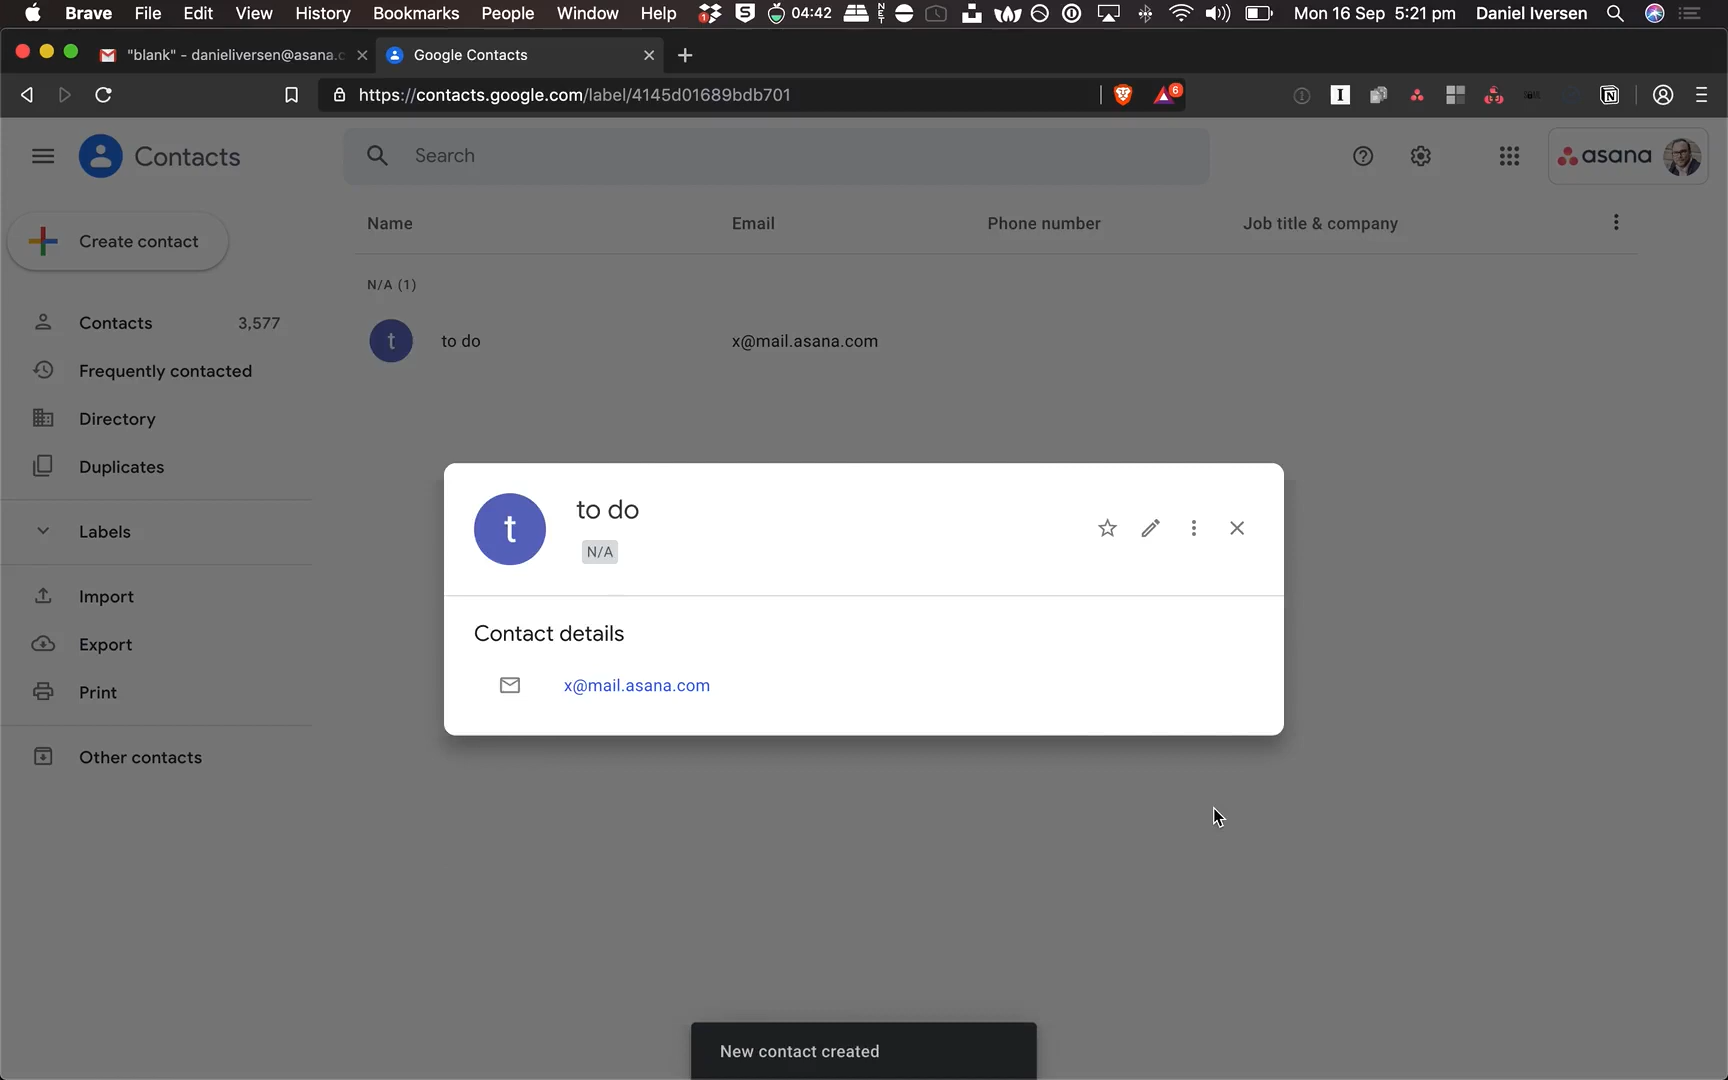 Brave File Edit View History Bookmarks People Window Help 04:42 Mon 16 Sep 5:21 pm Daniel Iversen
"blank" - danieliversen@asana.c
Google Contacts
https://contacts.google.com/label/4145d01689bdb701
6
Contacts
Search
asana
Name Email Phone number Job title & company
Create contact
N/A (1)
Contacts 3,577
t to do x@mail.asana.com
Frequently contacted
Directory
Duplicates
Labels
Import
Export
Print
Other contacts
t
to do
N/A
Contact details
x@mail.asana.com
New contact created